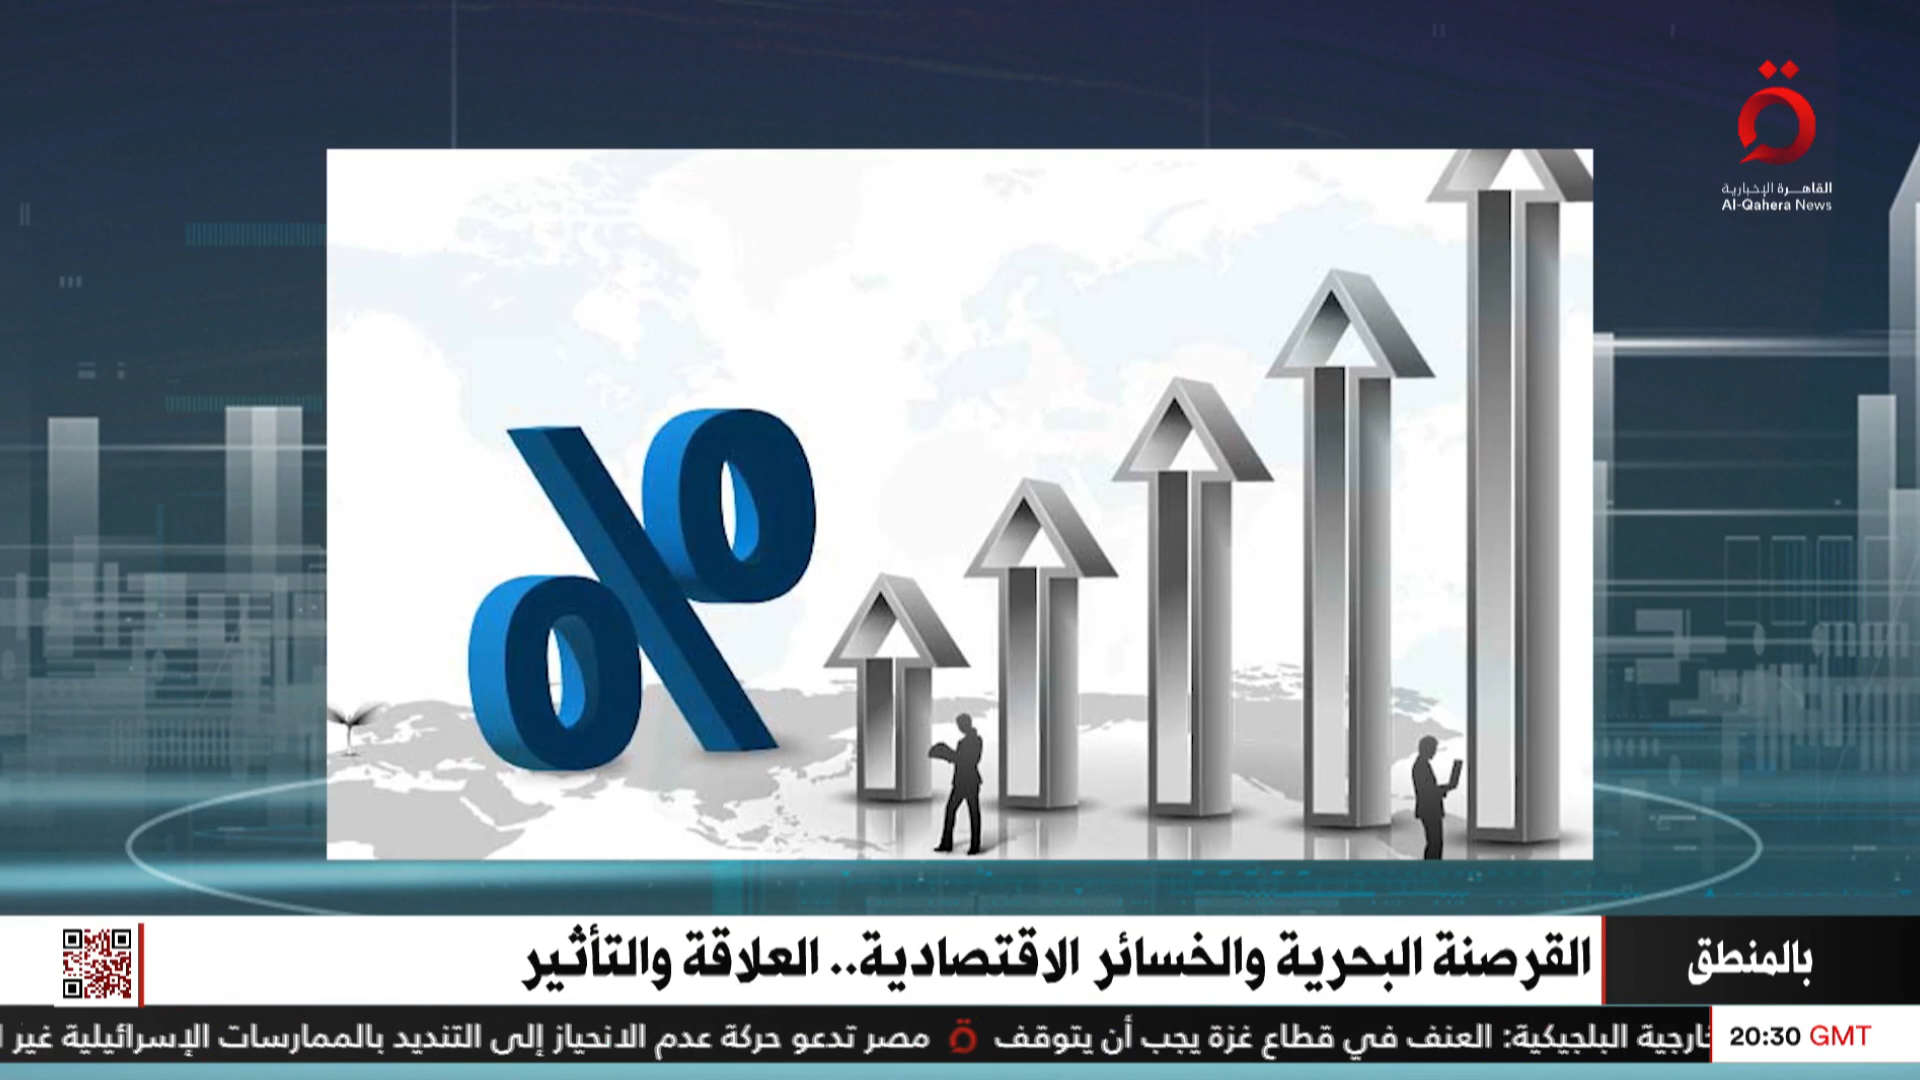 القاهرة الإخبارية
Al-Qahera News
بالمنطق
القرصنة البحرية والخسائر الاقتصادية.. العلاقة والتأثير
البلجيكية: العنف في قطاع غزة يجب أن يتوقف مصر تدعو حركة عدم الانحياز إلى التنديد بالممارسات الإسرائيلية غير
20:30 GMT